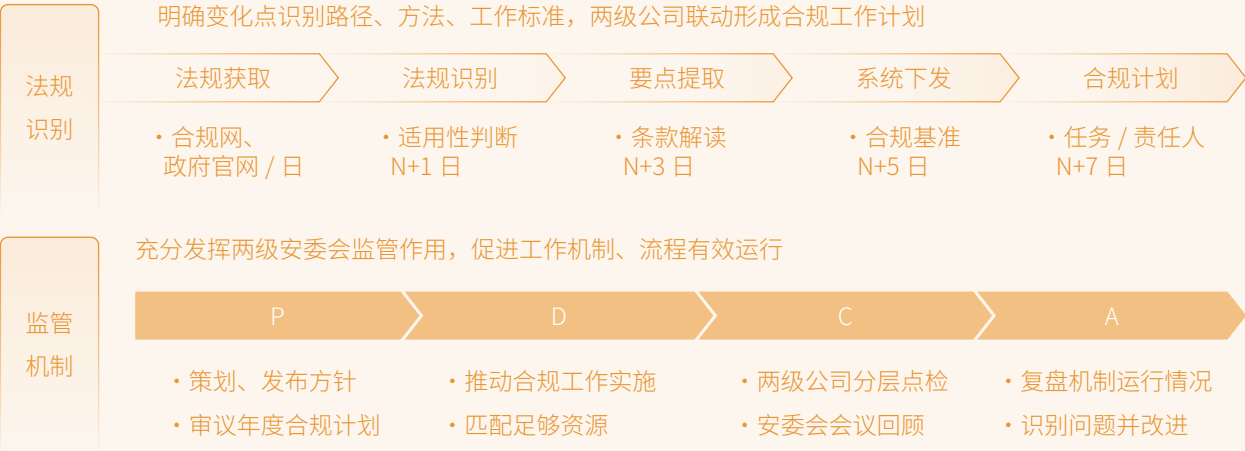 明确变化点识别路径、方法、工作标准，两级公司联动形成合规工作计划
法规
识别
法规获取
法规识别
要点提取
系统下发
合规计划
・合规网、
政府官网 / 日
・适用性判断
N+1 日
・条款解读
N+3 日
・合规基准
N+5 日
・任务 / 责任人
N+7 日
充分发挥两级安委会监管作用，促进工作机制、流程有效运行
监管
机制
P
D
C
A
・策划、发布方针
・审议年度合规计划
・推动合规工作实施
・匹配足够资源
・两级公司分层点检
・安委会会议回顾
・复盘机制运行情况
・识别问题并改进